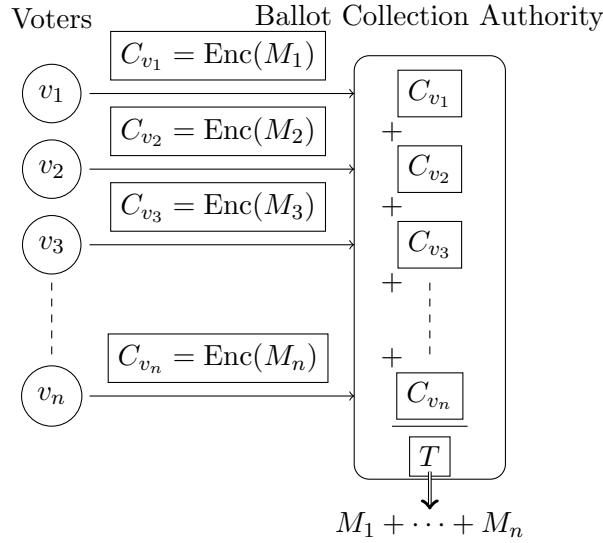 Voters Ballot Collection Authority
C_{v_1} = Enc(M_1)
v_1 C_{v_1}
+
C_{v_2} = Enc(M_2)
v_2 C_{v_2}
+
C_{v_3} = Enc(M_3)
v_3 C_{v_3}
+
C_{v_n} = Enc(M_n)
+
v_n C_{v_n}
T
M_1 + ⋯ + M_n